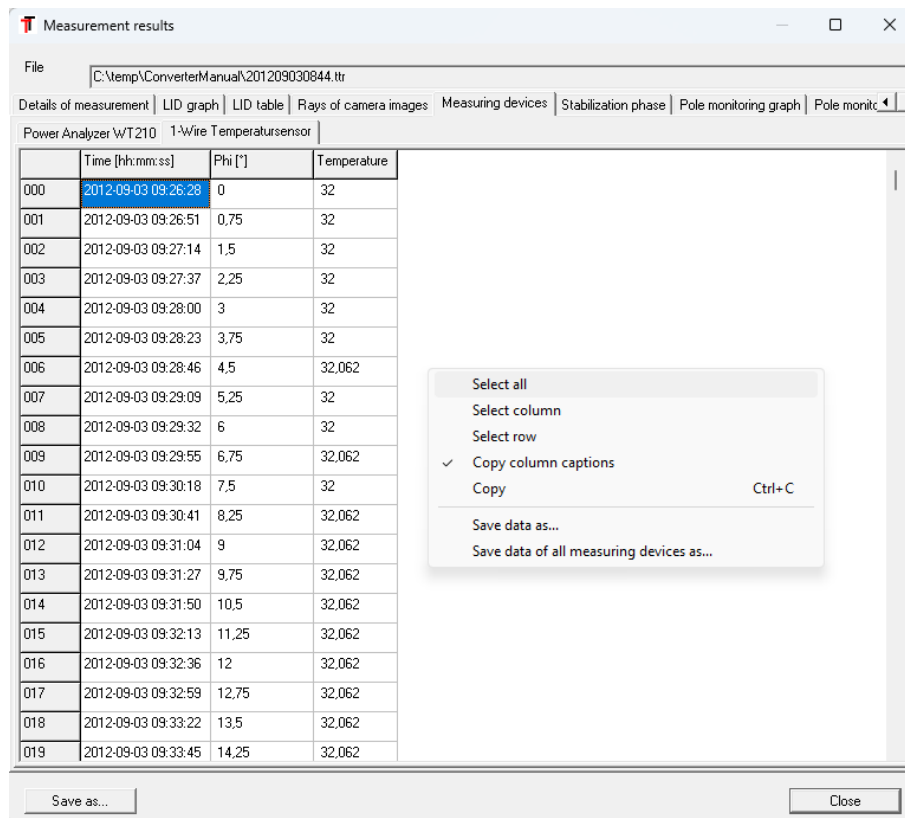 Measurement results
File
C:\temp\ConverterManual\201209030844.ttr
Details of measurement LID graph LID table Rays of camera images Measuring devices Stabilization phase Pole monitoring graph Pole monitc
Power Analyzer WT210 1-Wire Temperatursensor
Time [hh:mm:ss] Phi [°] Temperature
000 2012-09-03 09:26:28 0 32
001 2012-09-03 09:26:51 0,75 32
002 2012-09-03 09:27:14 1,5 32
003 2012-09-03 09:27:37 2,25 32
004 2012-09-03 09:28:00 3 32
005 2012-09-03 09:28:23 3,75 32
006 2012-09-03 09:28:46 4,5 32,062
007 2012-09-03 09:29:09 5,25 32
008 2012-09-03 09:29:32 6 32
009 2012-09-03 09:29:55 6,75 32,062
010 2012-09-03 09:30:18 7,5 32
011 2012-09-03 09:30:41 8,25 32,062
012 2012-09-03 09:31:04 9 32,062
013 2012-09-03 09:31:27 9,75 32,062
014 2012-09-03 09:31:50 10,5 32,062
015 2012-09-03 09:32:13 11,25 32,062
016 2012-09-03 09:32:36 12 32,062
017 2012-09-03 09:32:59 12,75 32,062
018 2012-09-03 09:33:22 13,5 32,062
019 2012-09-03 09:33:45 14,25 32,062
Select all
Select column
Select row
Copy column captions
Copy Ctrl+C
Save data as...
Save data of all measuring devices as...
Save as...
Close